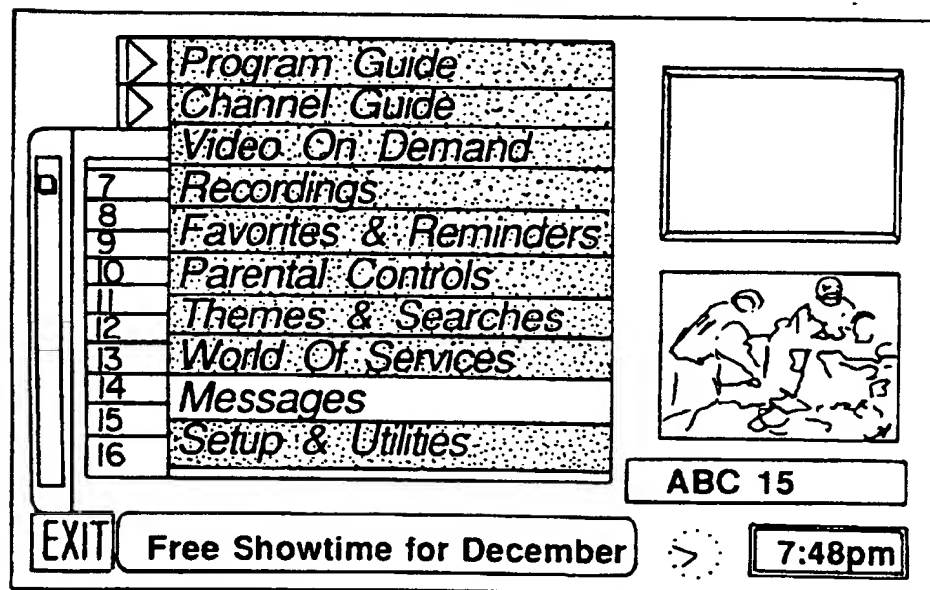 Program Guide
Channel Guide
Video On Demand
7 Recordings
8
9 Favorites & Reminders
10 Parental Controls
11
12 Themes & Searches
13 World Of Services
14 Messages
15
16 Setup & Utilities
ABC 15
EXIT Free Showtime for December 7:48pm